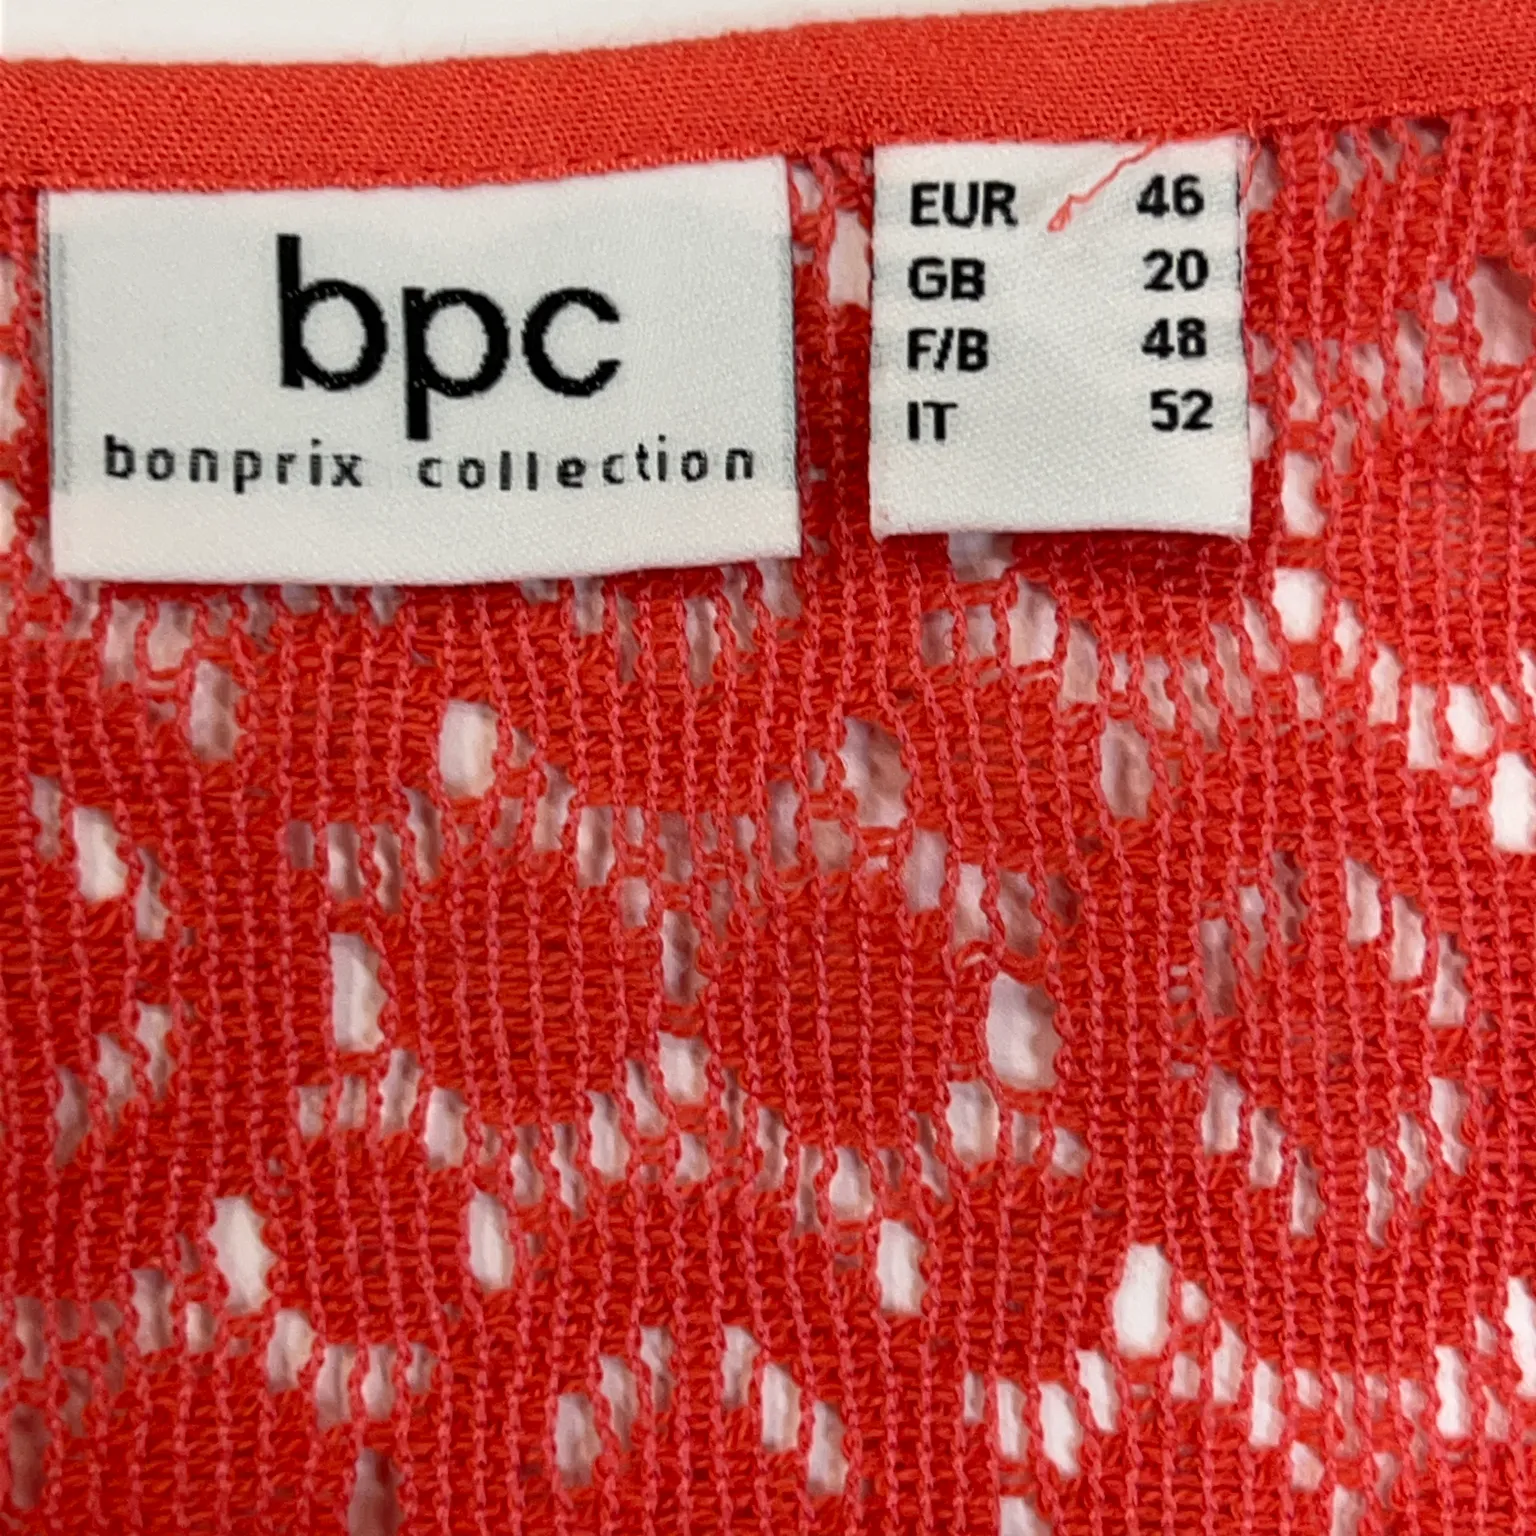 bpc
bonprix collection
EUR 46
GB 20
F/B 48
IT 52